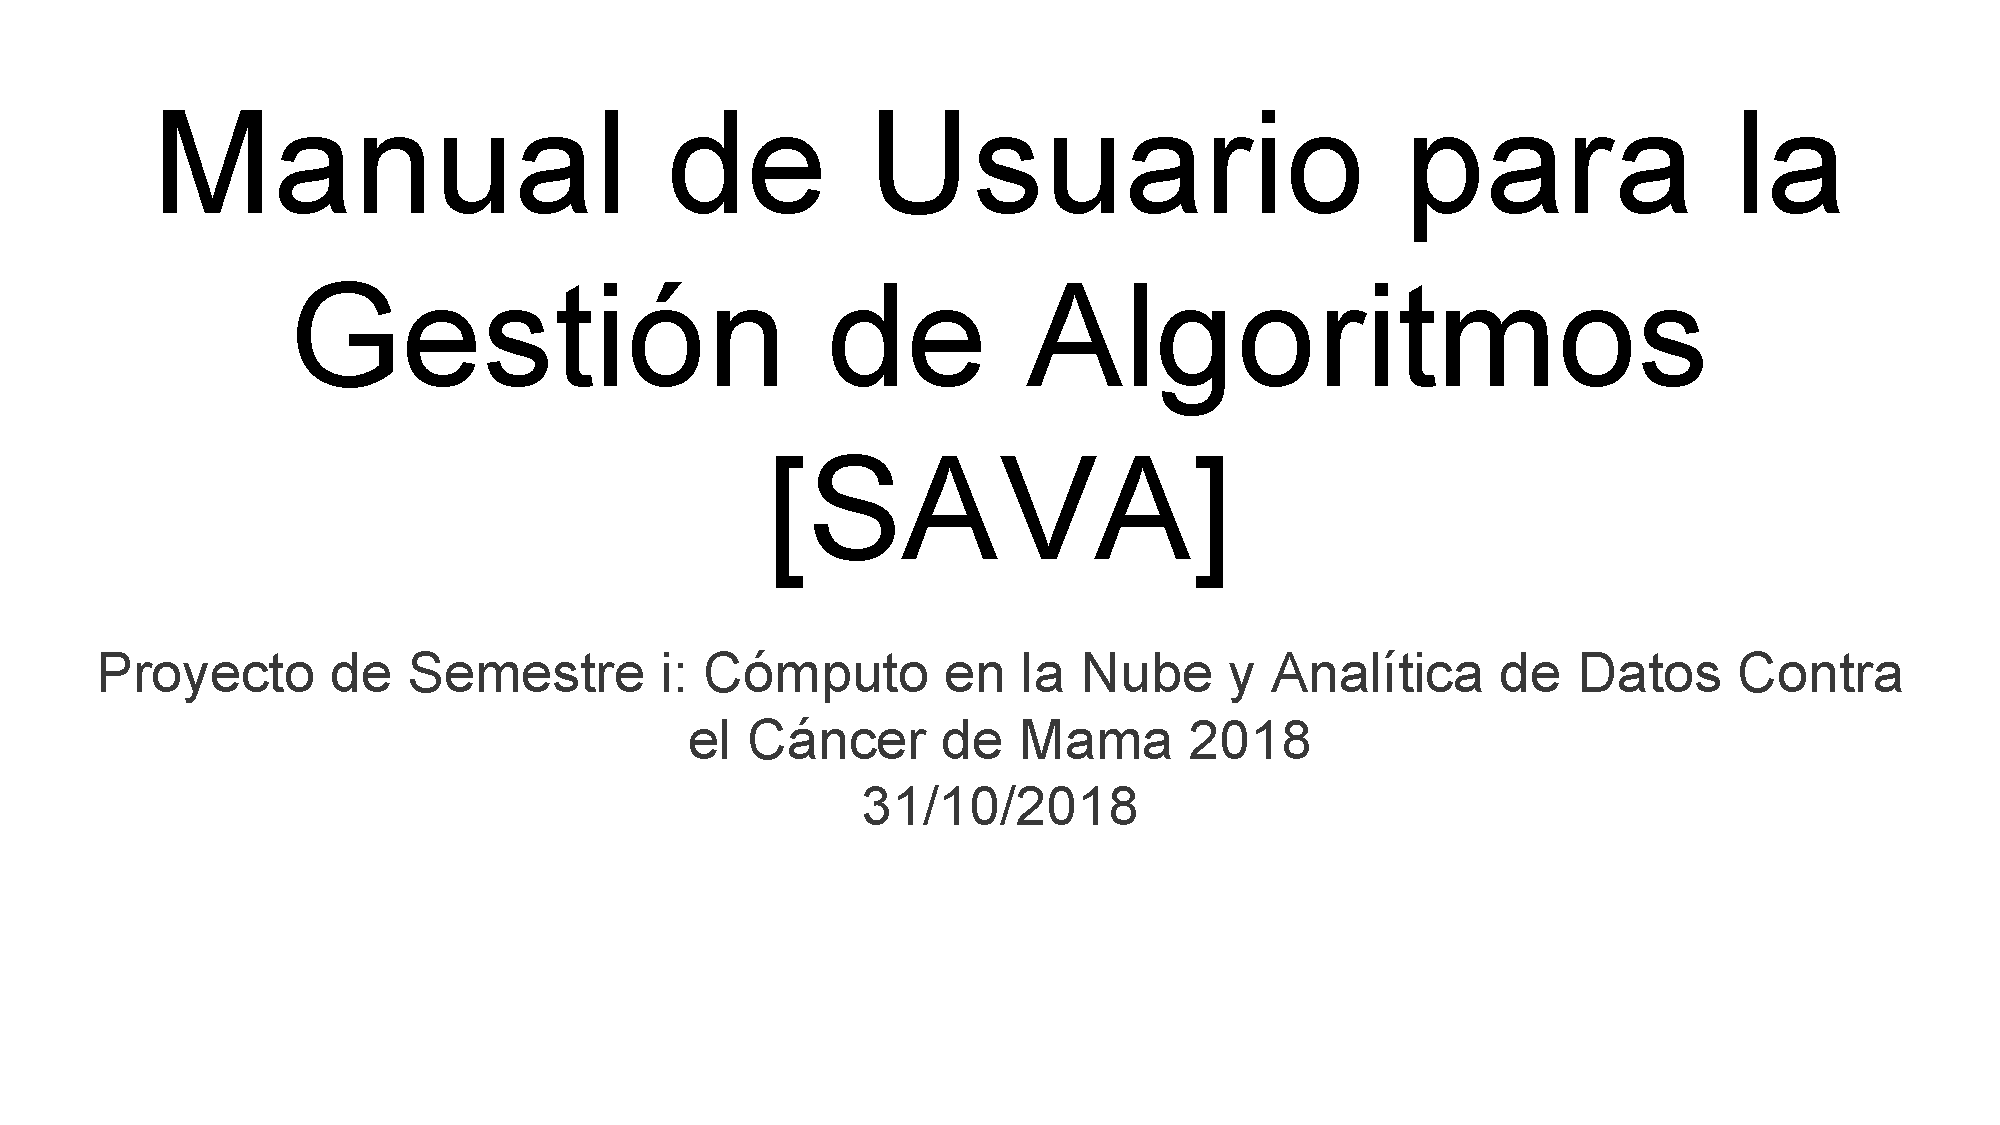 Manual de Usuario para la
Gestión de Algoritmos
[SAVA]
Proyecto de Semestre i: Cómputo en la Nube y Analítica de Datos Contra
el Cáncer de Mama 2018
31/10/2018